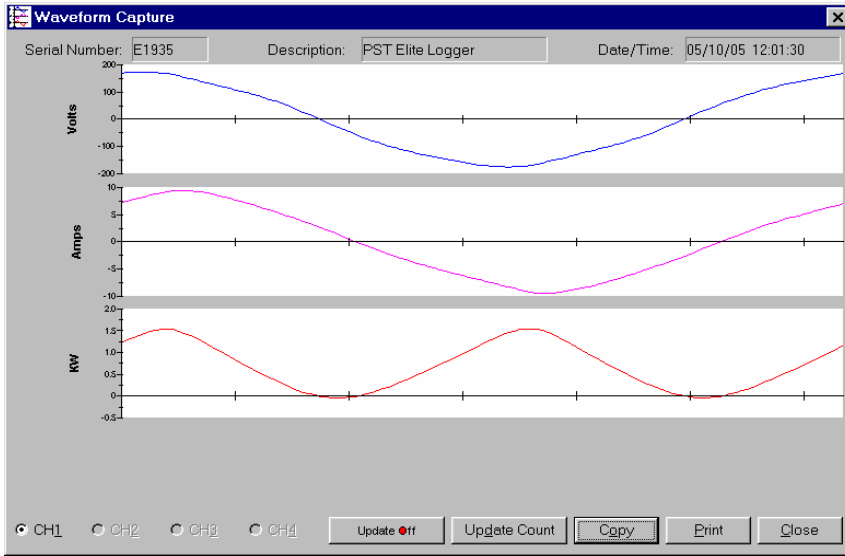 Waveform Capture
Serial Number: E1935 Description: PST Elite Logger Date/Time: 05/10/05 12:01:30
Volts
200
100
0
-100
-200
Amps
10
5
0
-5
-10
KW
2.0
1.5
1.0
0.5
0
-0.5
CH1 CH2 CH3 CH4 Update Off Update Count Copy Print Close